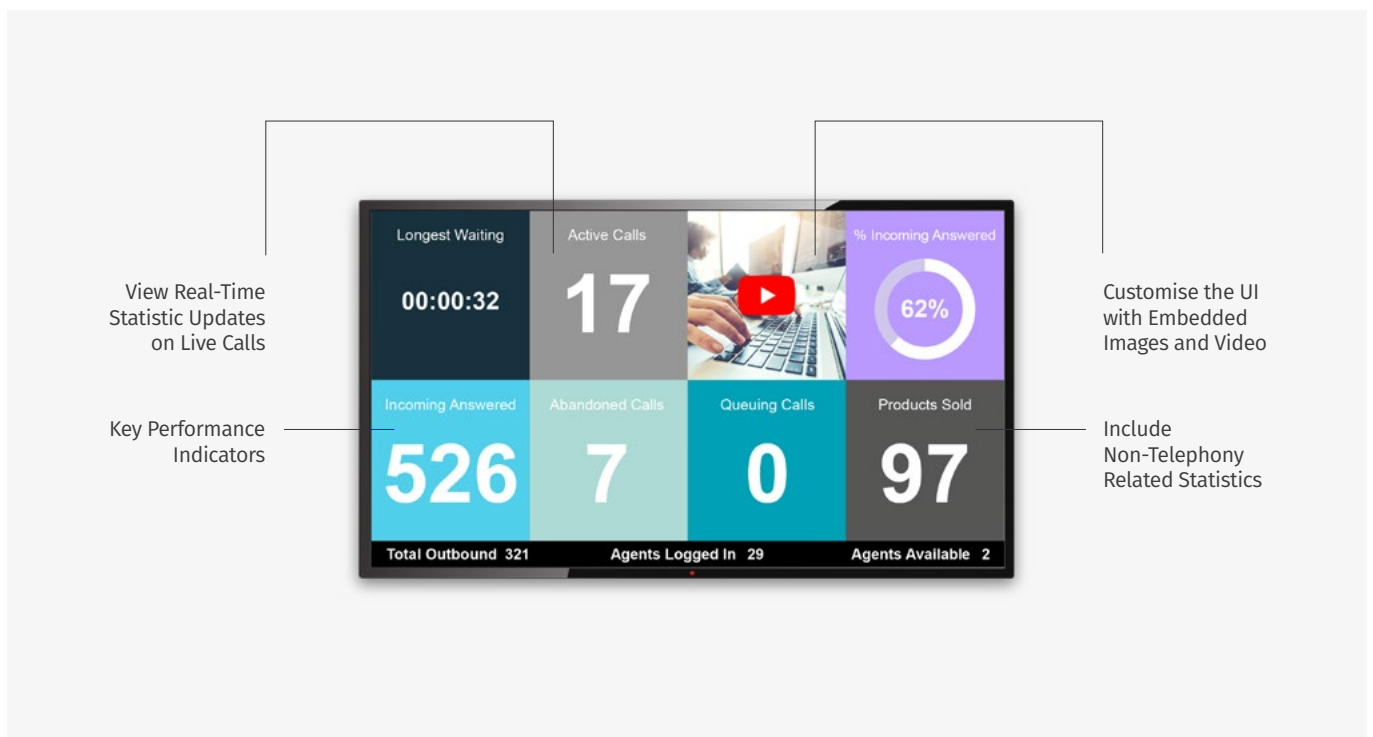 View Real-Time
Statistic Updates
on Live Calls
Key Performance
Indicators
Longest Waiting
00:00:32
Active Calls
17
% Incoming Answered
62%
Incoming Answered
526
Abandoned Calls
7
Queuing Calls
0
Products Sold
97
Total Outbound 321
Agents Logged In 29
Agents Available 2
Customise the UI
with Embedded
Images and Video
Include
Non-Telephony
Related Statistics